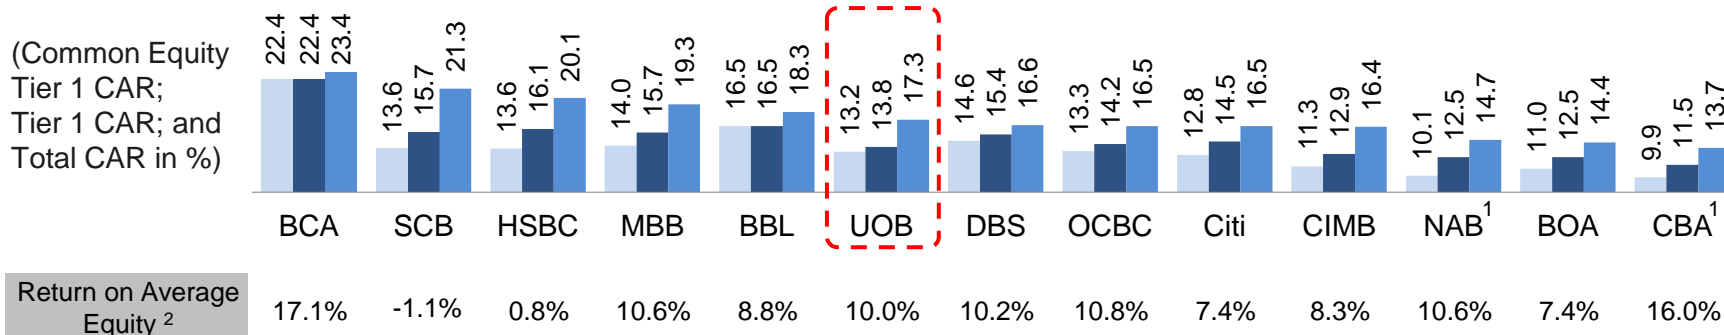 (Common Equity
Tier 1 CAR;
Tier 1 CAR; and
Total CAR in %)
22.4 22.4 23.4
13.6 15.7 21.3
13.6 16.1 20.1
14.0 15.7 19.3
16.5 16.5 18.3
13.2 13.8 17.3
14.6 15.4 16.6
13.3 14.2 16.5
12.8 14.5 16.5
11.3 12.9 16.4
10.1 12.5 14.7
11.0 12.5 14.4
9.9 11.5 13.7
BCA SCB HSBC MBB BBL UOB DBS OCBC Citi CIMB NAB¹ BOA CBA¹
Return on Average
Equity ²
17.1% -1.1% 0.8% 10.6% 8.8% 10.0% 10.2% 10.8% 7.4% 8.3% 10.6% 7.4% 16.0%